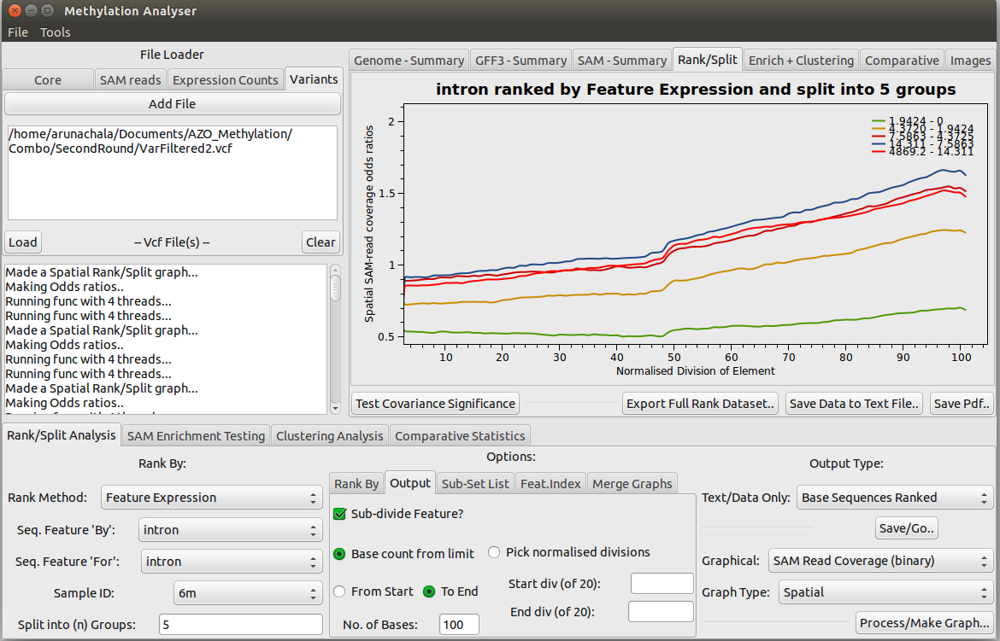 Methylation Analyser
File Tools
File Loader
Core SAM reads Expression Counts Variants
Add File
/home/arunachala/Documents/AZO_Methylation/
Combo/SecondRound/VarFiltered2.vcf
Load -- Vcf File(s) -- Clear
Made a Spatial Rank/Split graph...
Making Odds ratios..
Running func with 4 threads...
Running func with 4 threads...
Made a Spatial Rank/Split graph...
Making Odds ratios..
Running func with 4 threads...
Running func with 4 threads...
Made a Spatial Rank/Split graph...
Making Odds ratios..
Running func with 4 threads...
Genome - Summary GFF3 - Summary SAM - Summary Rank/Split Enrich + Clustering Comparative Images
intron ranked by Feature Expression and split into 5 groups
Spatial SAM-read coverage odds ratios
2
1.5
1
0.5
1.9424 - 0
4.3720 - 1.9424
7.5863 - 4.3725
14.311 - 7.5863
4869.2 - 14.311
10 20 30 40 50 60 70 80 90 100
Normalised Division of Element
Test Covariance Significance Export Full Rank Dataset.. Save Data to Text File.. Save Pdf..
Rank/Split Analysis SAM Enrichment Testing Clustering Analysis Comparative Statistics
Rank By:
Rank Method: Feature Expression
Seq. Feature 'By': intron
Seq. Feature 'For': intron
Sample ID: 6m
Split into (n) Groups: 5
Options:
Rank By Output Sub-Set List Feat.Index Merge Graphs
Sub-divide Feature?
Base count from limit Pick normalised divisions
From Start To End Start div (of 20):
End div (of 20):
No. of Bases: 100
Output Type:
Text/Data Only: Base Sequences Ranked
Save/Go..
Graphical: SAM Read Coverage (binary)
Graph Type: Spatial
Process/Make Graph...